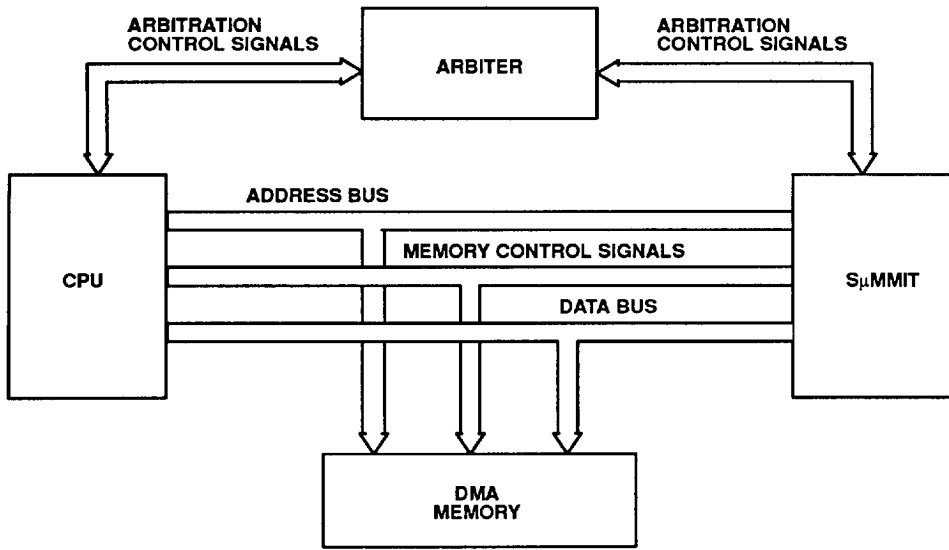 ARBITRATION
CONTROL SIGNALS
ARBITER
ARBITRATION
CONTROL SIGNALS
ADDRESS BUS
MEMORY CONTROL SIGNALS
CPU
SμMMIT
DATA BUS
DMA
MEMORY